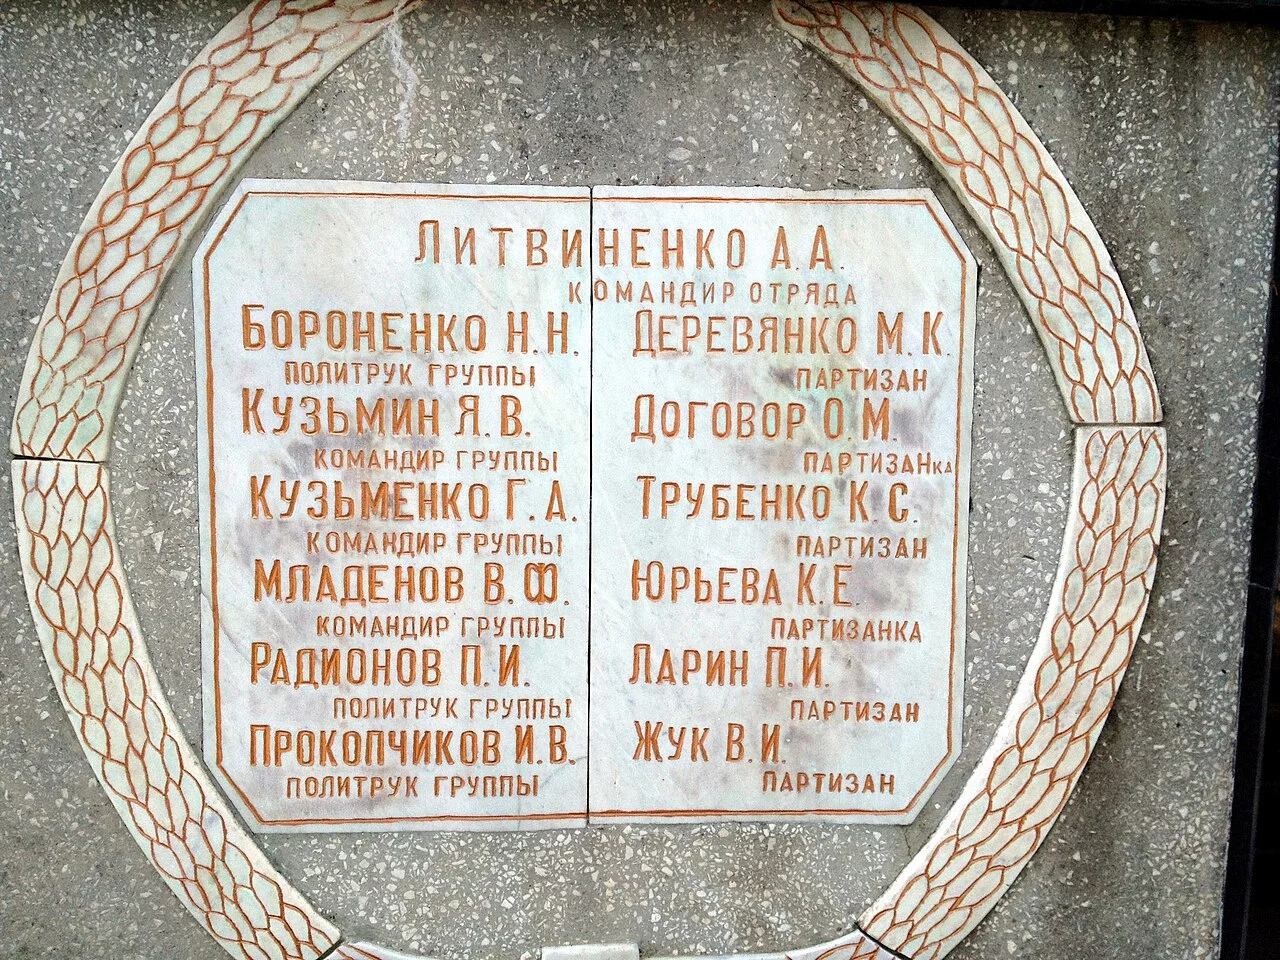 Литвиненко А.А.
командир отряда
Бороненко Н.Н.
политрук группы
Кузьмин Я.В.
командир группы
Кузьменко Г.А.
командир группы
Младенов В.Ф.
командир группы
Радионов П.И.
политрук группы
Прокопчиков И.В.
политрук группы
Деревянко М.К.
партизан
Договор О.М.
партизанка
Трубенко К.С.
партизан
Юрьева К.Е.
партизанка
Ларин П.И.
партизан
Жук В.И.
партизан